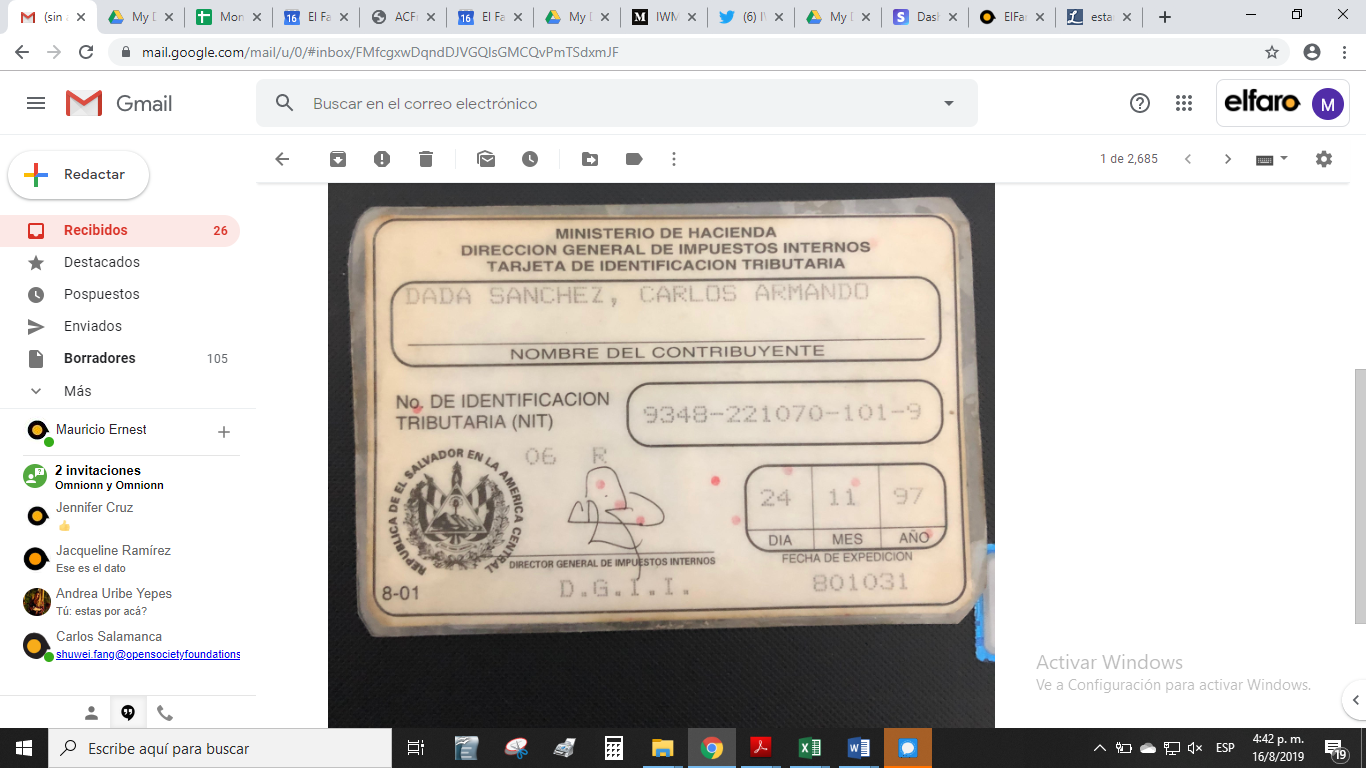 (sin a
My D
Mon
El Fa
ACFr
El Fa
My D
IWM
(6) IV
My D
Dash
ElFar
estac
mail.google.com/mail/u/0/#inbox/FMfcgxwDqndDJVGQlsGMCQvPmTSdxmJF
Gmail
Buscar en el correo electrónico
elfaro
M
Redactar
1 de 2,685
Recibidos 26
Destacados
Pospuestos
Enviados
Borradores 105
Más
Mauricio Ernest
2 invitaciones
Omnionn y Omnionn
Jennifer Cruz
Jacqueline Ramírez
Ese es el dato
Andrea Uribe Yepes
Tú: estas por acá?
Carlos Salamanca
shuwei.fang@opensocietyfoundations
MINISTERIO DE HACIENDA
DIRECCION GENERAL DE IMPUESTOS INTERNOS
TARJETA DE IDENTIFICACION TRIBUTARIA
DADA SANCHEZ, CARLOS ARMANDO
NOMBRE DEL CONTRIBUYENTE
No. DE IDENTIFICACION
TRIBUTARIA (NIT)
9348-221070-101-9
06 R
REPUBLICA DE EL SALVADOR EN LA AMERICA CENTRAL
24 11 97
DIA MES AÑO
FECHA DE EXPEDICION
DIRECTOR GENERAL DE IMPUESTOS INTERNOS
8-01
D.G.I.I.
801031
Activar Windows
Ve a Configuración para activar Windows.
Escribe aquí para buscar
ESP
4:42 p. m.
16/8/2019
19